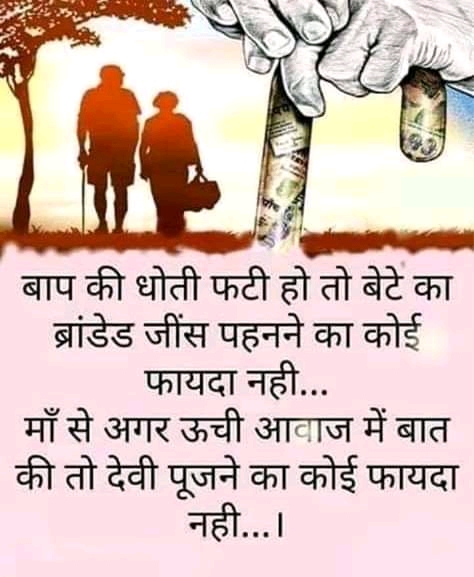 बाप की धोती फटी हो तो बेटे का
ब्रांडेड जींस पहनने का कोई
फायदा नही...
माँ से अगर ऊची आवाज में बात
की तो देवी पूजने का कोई फायदा
नही...।